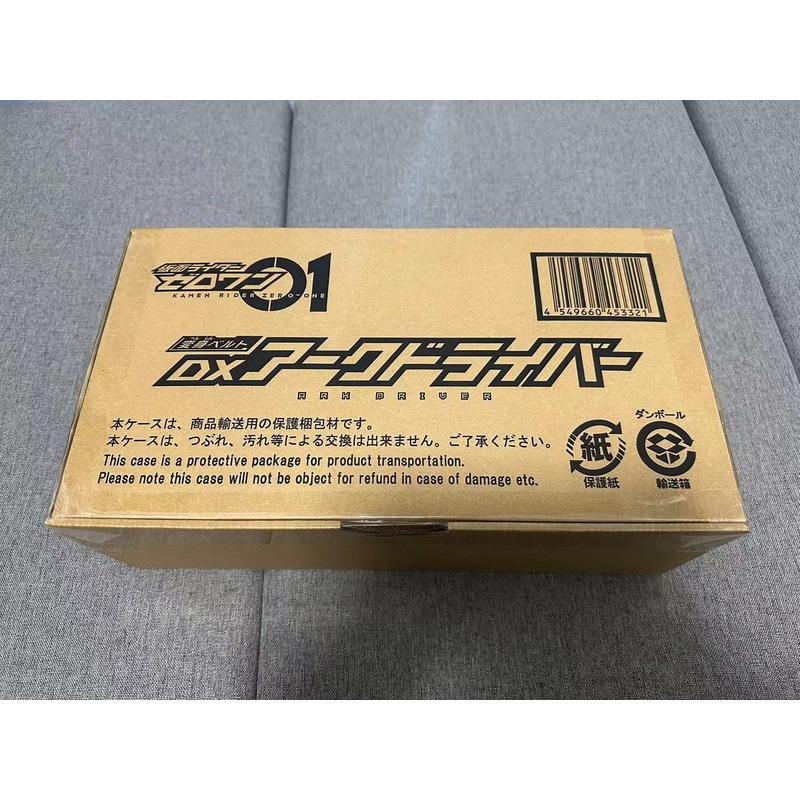 仮面ライダー
ゼロワン 01
KAMEN RIDER ZERO-ONE
4 549660 453321
変身ベルト
へんしん
DXアークドライバー
ARK DRIVER
本ケースは、商品輸送用の保護梱包材です。
本ケースは、つぶれ、汚れ等による交換は出来ません。ご了承ください。
This case is a protective package for product transportation.
Please note this case will not be object for refund in case of damage etc.
紙
保護紙
ダンボール
輸送箱